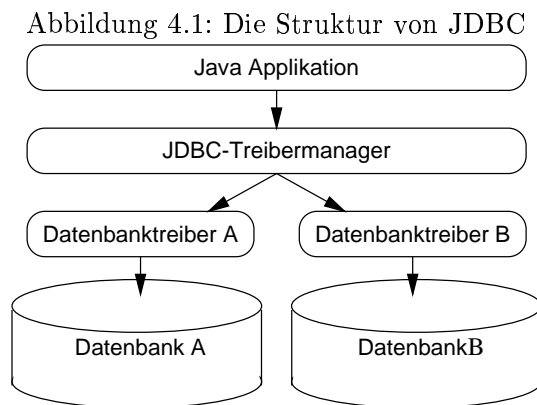 Abbildung 4.1: Die Struktur von JDBC
Java Applikation
JDBC-Treibermanager
Datenbanktreiber A
Datenbanktreiber B
Datenbank A
DatenbankB